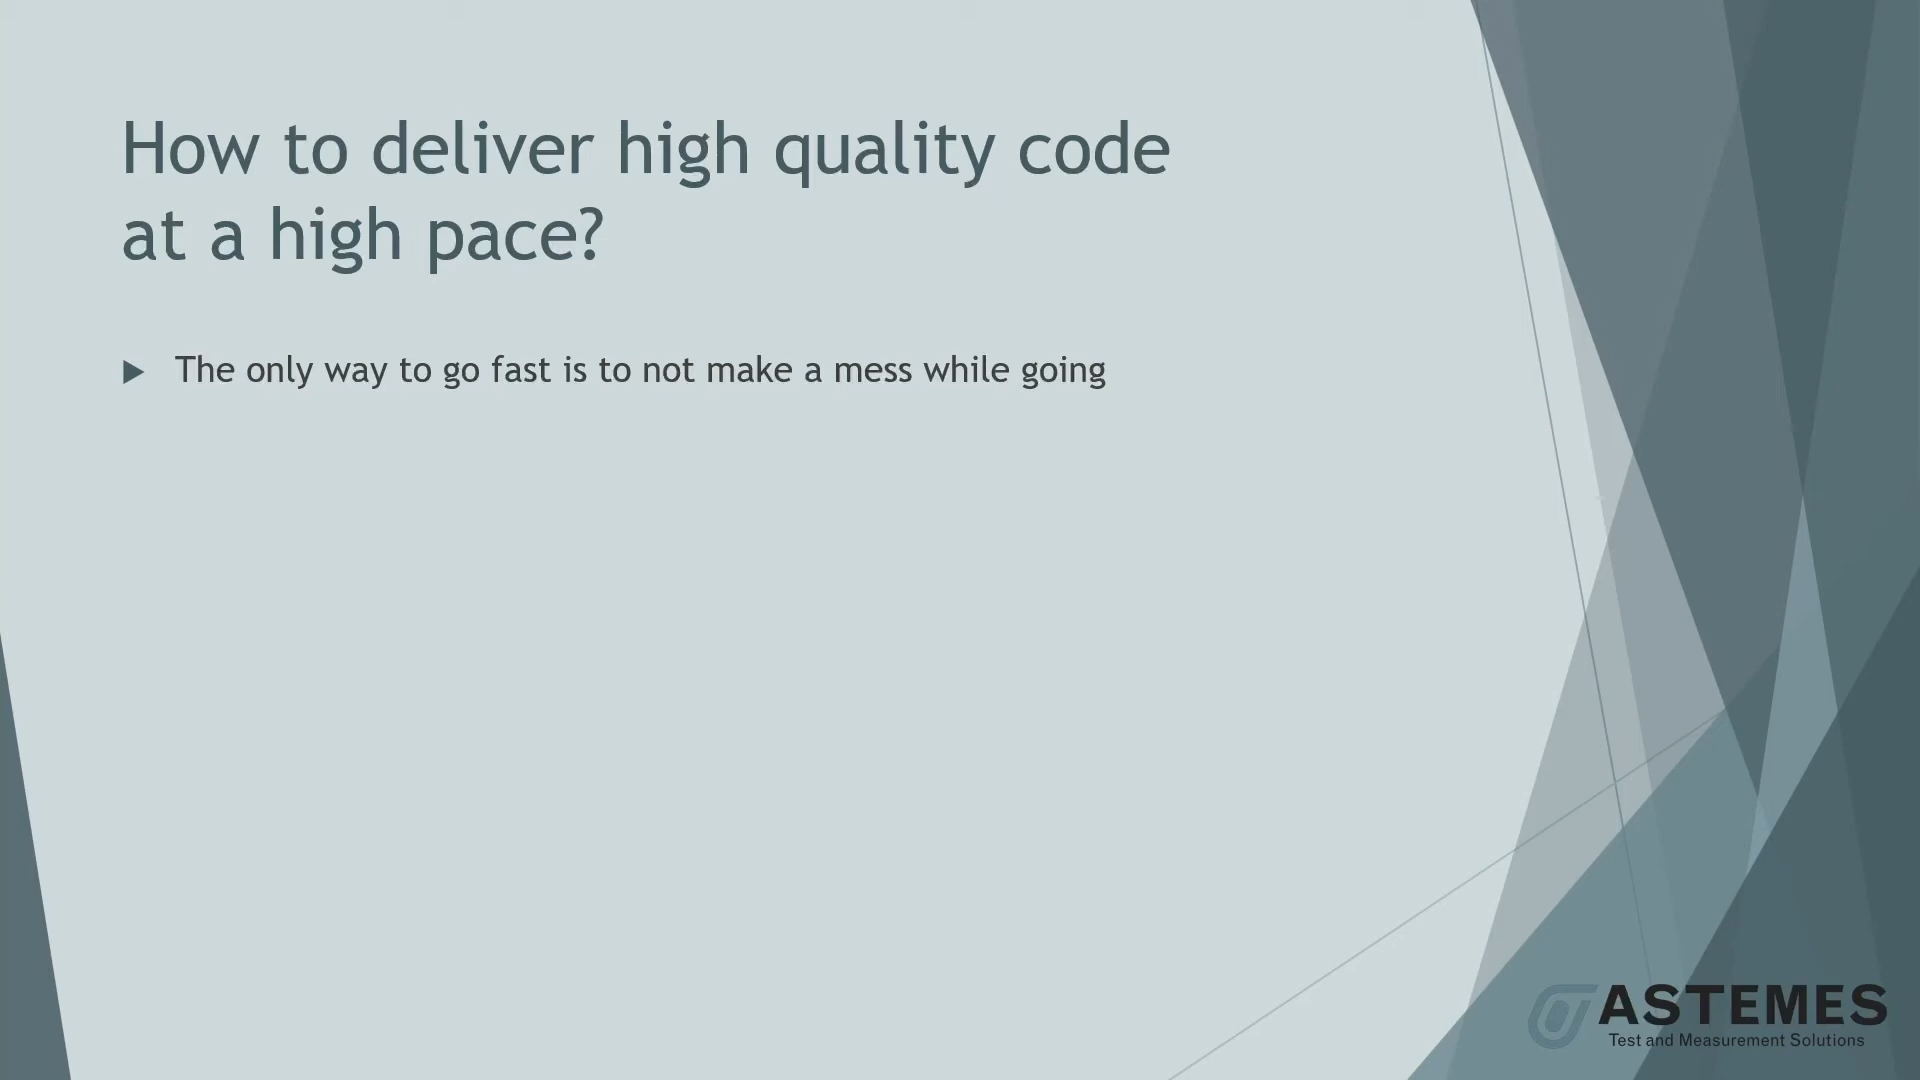 How to deliver high quality code
at a high pace?
The only way to go fast is to not make a mess while going
ASTEMES
Test and Measurement Solutions